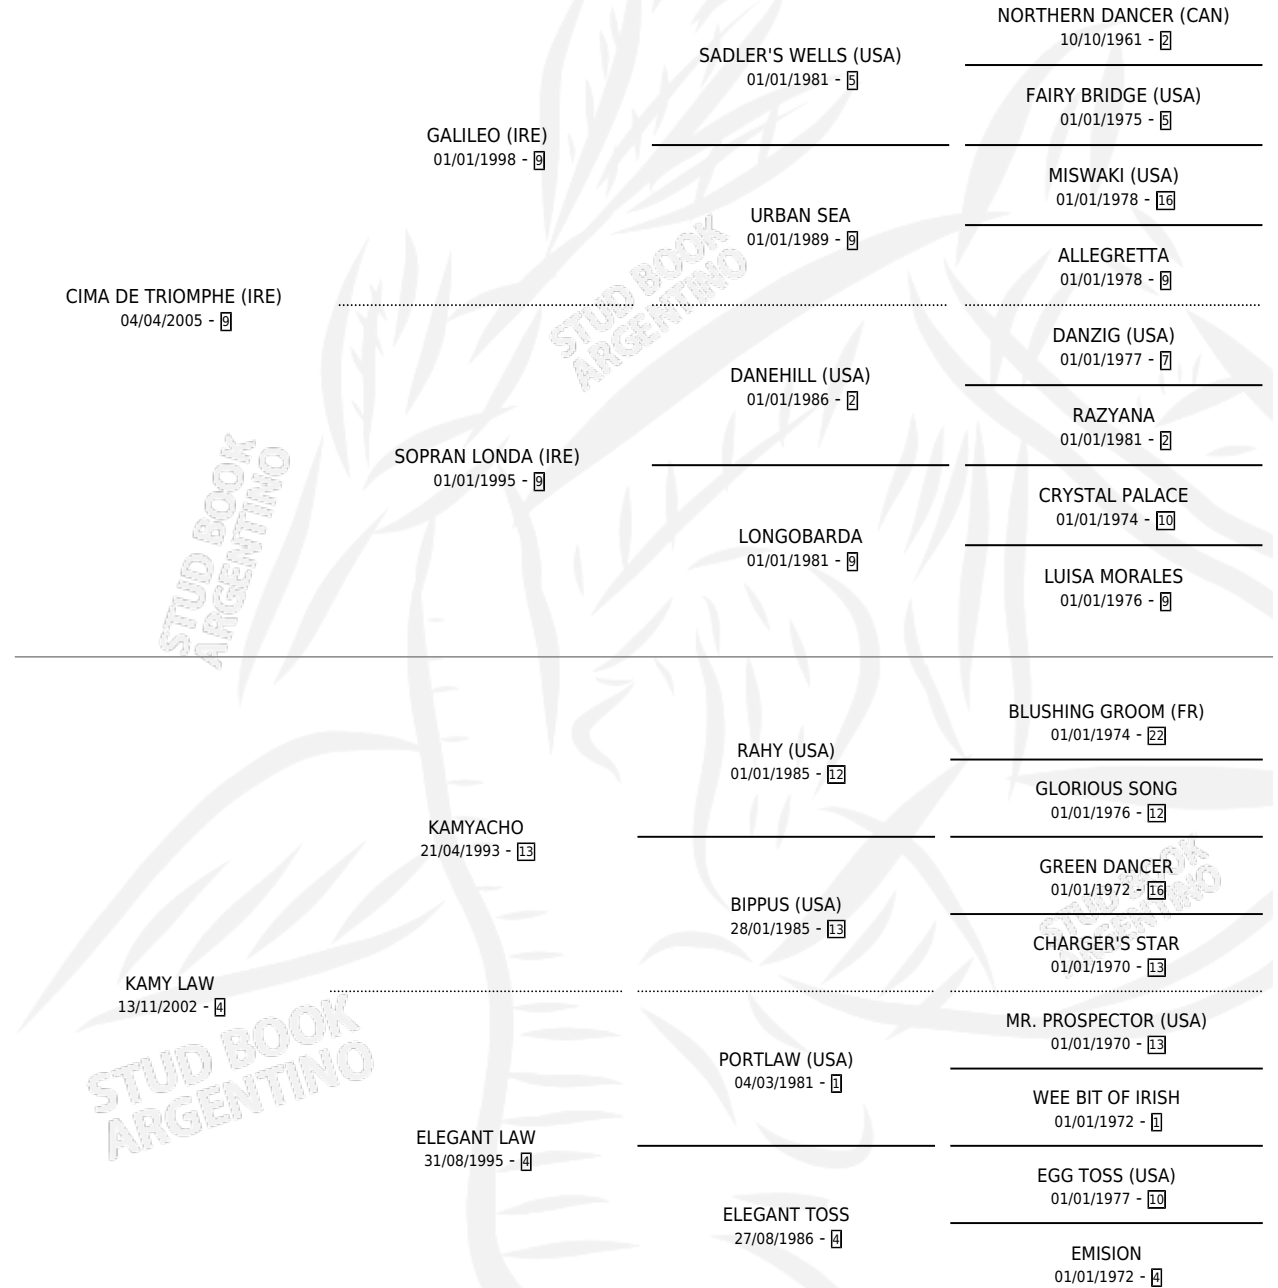 NORTHERN DANCER (CAN)
10/10/1961 - 2
SADLER'S WELLS (USA)
01/01/1981 - 5
FAIRY BRIDGE (USA)
01/01/1975 - 5
GALILEO (IRE)
01/01/1998 - 9
MISWAKI (USA)
01/01/1978 - 16
URBAN SEA
01/01/1989 - 9
ALLEGRETTA
01/01/1978 - 9
CIMA DE TRIOMPHE (IRE)
04/04/2005 - 9
DANZIG (USA)
01/01/1977 - 7
DANEHILL (USA)
01/01/1986 - 2
RAZYANA
01/01/1981 - 2
SOPRAN LONDA (IRE)
01/01/1995 - 9
CRYSTAL PALACE
01/01/1974 - 10
LONGOBARDA
01/01/1981 - 9
LUISA MORALES
01/01/1976 - 9
STUD BOOK
ARGENTINO
STUD BOOK
ARGENTINO
BLUSHING GROOM (FR)
01/01/1974 - 22
RAHY (USA)
01/01/1985 - 12
GLORIOUS SONG
01/01/1976 - 12
KAMYACHO
21/04/1993 - 13
GREEN DANCER
01/01/1972 - 16
BIPPUS (USA)
28/01/1985 - 13
CHARGER'S STAR
01/01/1970 - 13
KAMY LAW
13/11/2002 - 4
MR. PROSPECTOR (USA)
01/01/1970 - 13
PORTLAW (USA)
04/03/1981 - 1
WEE BIT OF IRISH
01/01/1972 - 1
ELEGANT LAW
31/08/1995 - 4
EGG TOSS (USA)
01/01/1977 - 10
ELEGANT TOSS
27/08/1986 - 4
EMISION
01/01/1972 - 4
STUD BOOK
ARGENTINO
STUD BOOK
ARGENTINO